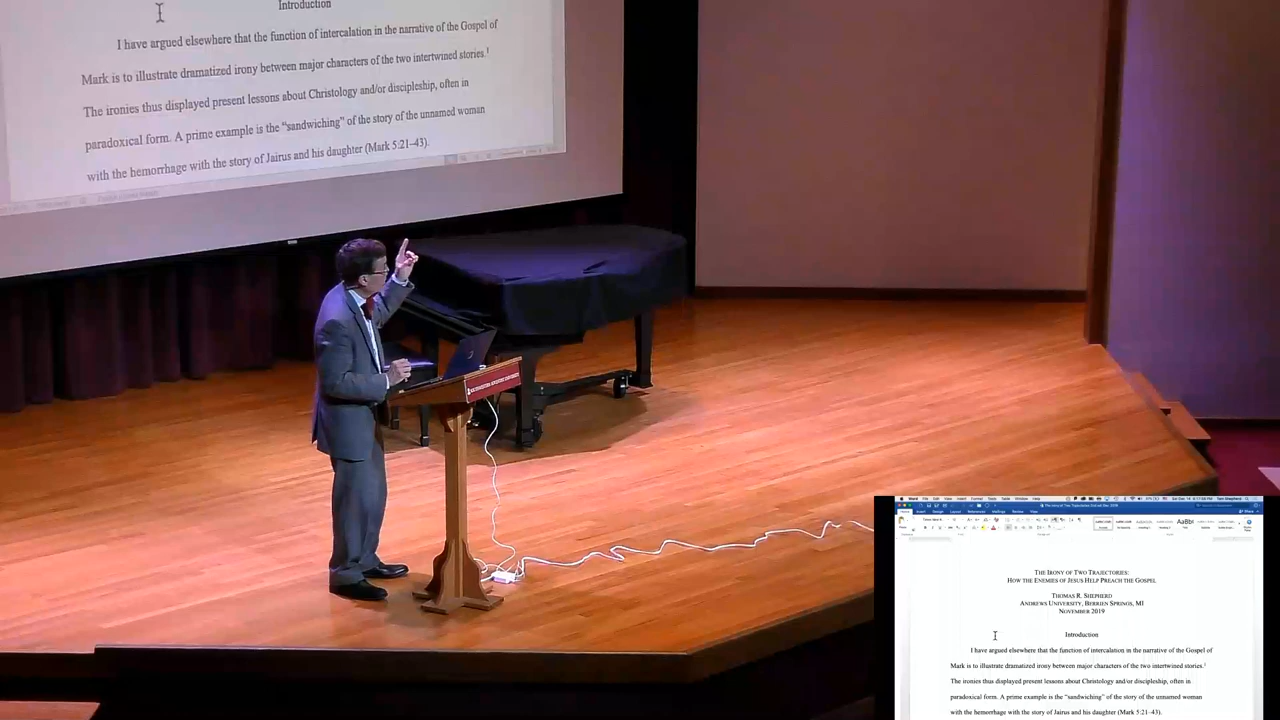 Introduction
I have argued elsewhere that the function of intercalation in the narrative of the Gospel of
Mark is to illustrate dramatized irony between major characters of the two intertwined stories.1
The ironies thus displayed present lessons about Christology and/or discipleship, often in
paradoxical form. A prime example is the “sandwiching” of the story of the unnamed woman
with the hemorrhage with the story of Jairus and his daughter (Mark 5:21–43).
THE IRONY OF TWO TRAJECTORIES:
HOW THE ENEMIES OF JESUS HELP PREACH THE GOSPEL
THOMAS R. SHEPHERD
ANDREWS UNIVERSITY, BERRIEN SPRINGS, MI
NOVEMBER 2019
Introduction
I have argued elsewhere that the function of intercalation in the narrative of the Gospel of
Mark is to illustrate dramatized irony between major characters of the two intertwined stories.1
The ironies thus displayed present lessons about Christology and/or discipleship, often in
paradoxical form. A prime example is the “sandwiching” of the story of the unnamed woman
with the hemorrhage with the story of Jairus and his daughter (Mark 5:21–43).